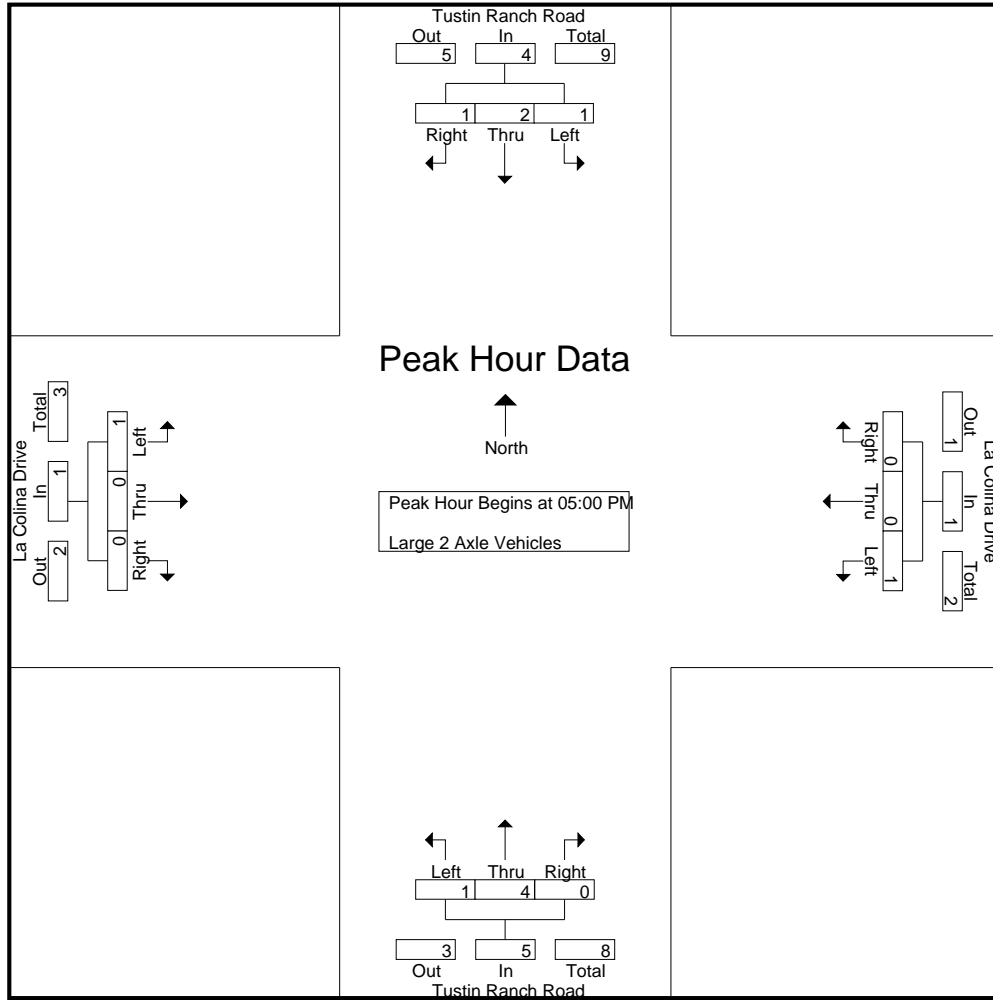 Tustin Ranch Road
Out In Total
5 4 9
1 2 1
Right Thru Left
Peak Hour Data
North
Peak Hour Begins at 05:00 PM
Large 2 Axle Vehicles
La Colina Drive
Total In Out
3 1 2
1 0 0
Left Thru Right
La Colina Drive
Out In Total
1 1 2
0 0 1
Right Thru Left
Left Thru Right
1 4 0
3 5 8
Out In Total
Tustin Ranch Road